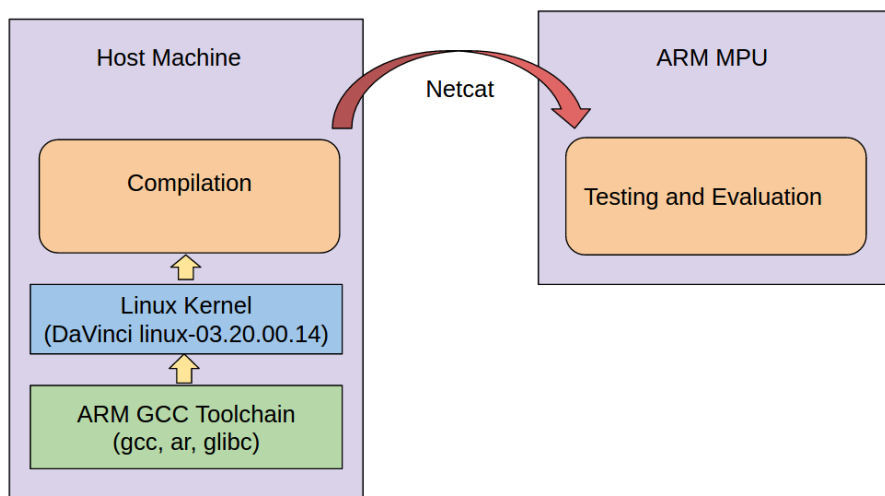 Host Machine
ARM MPU
Netcat
Compilation
Testing and Evaluation
Linux Kernel
(DaVinci linux-03.20.00.14)
ARM GCC Toolchain
(gcc, ar, glibc)